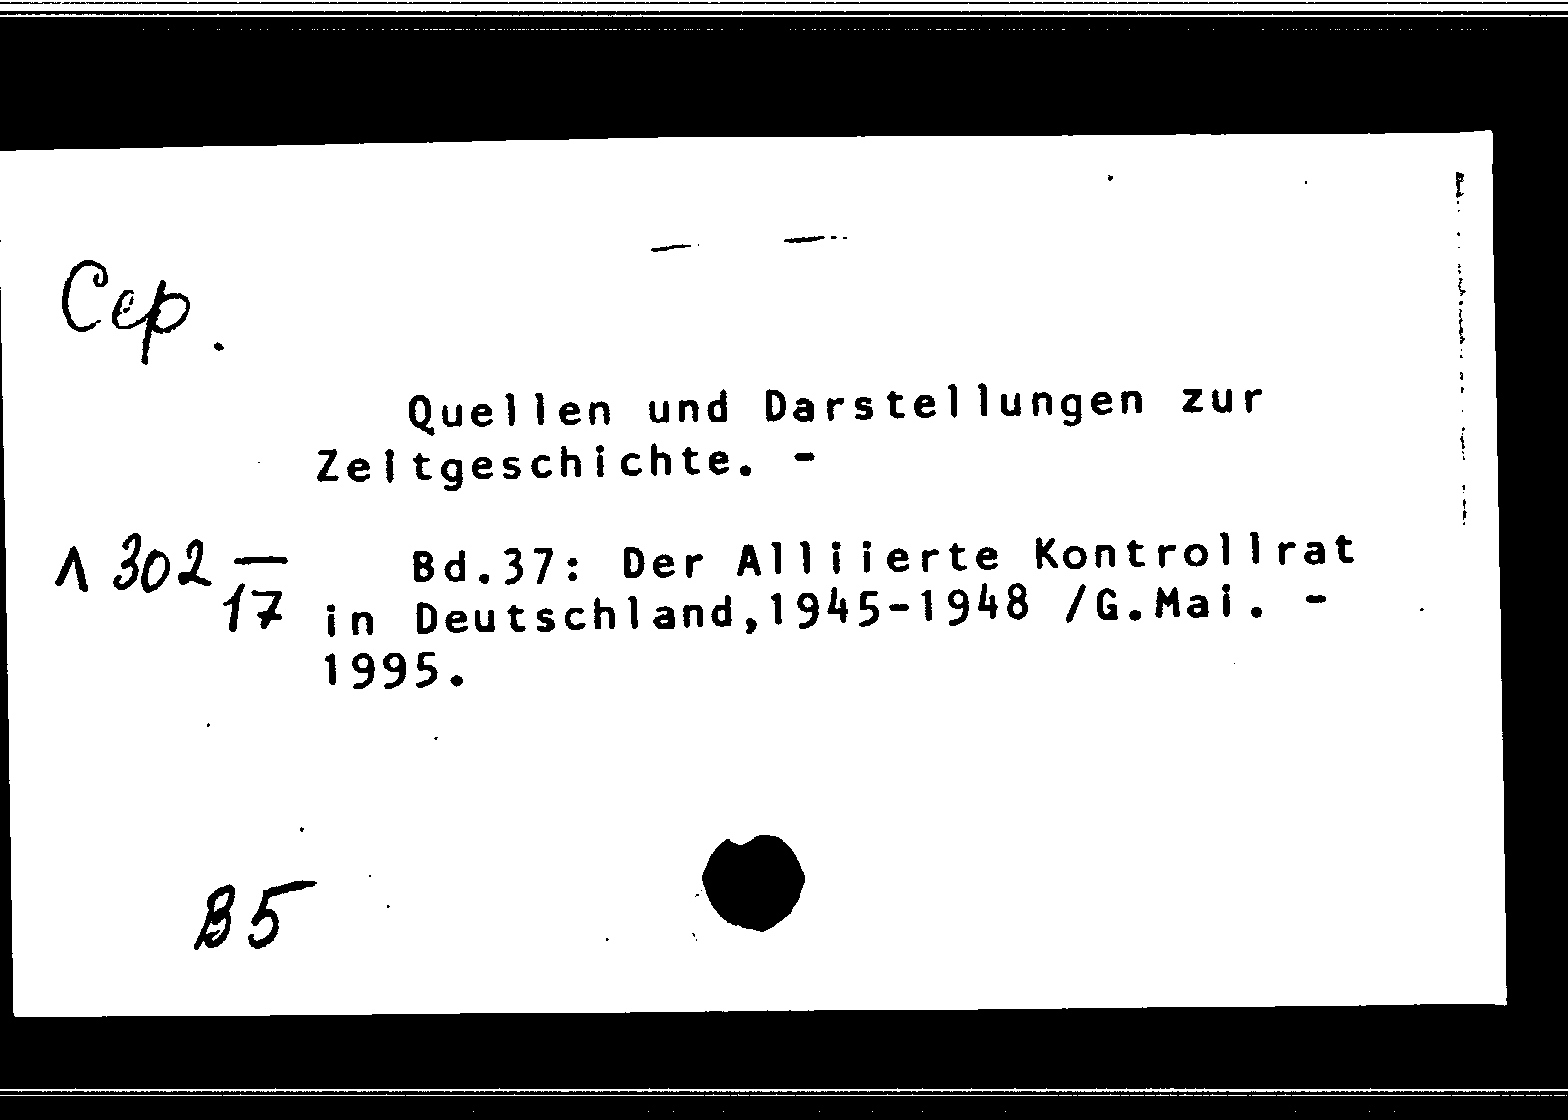 Сер.
Quellen und Darstellungen zur
Zeitgeschichte. -
Λ 302 —
17
Bd.37: Der Alliierte Kontrollrat
in Deutschland,1945-1948 /G.Mai. -
1995.
B5